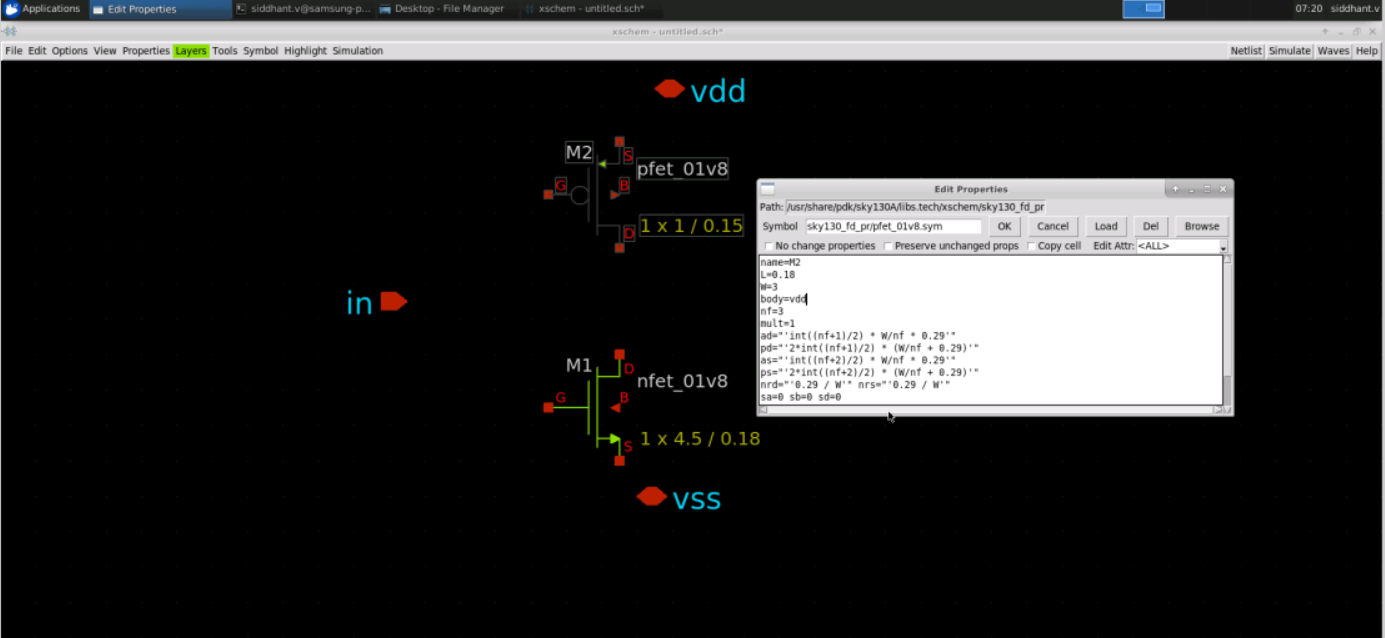 Applications
Edit Properties
siddhant.v@samsung-p...
Desktop - File Manager
xschem - untitled.sch*
07:20 siddhant.v
xschem - untitled.sch*
File Edit Options View Properties Layers Tools Symbol Highlight Simulation
Netlist Simulate Waves Help
vdd
M2
S
pfet_01v8
G
B
D
1 x 1 / 0.15
in
M1
D
nfet_01v8
G
B
S
1 x 4.5 / 0.18
vss
Edit Properties
Path: /usr/share/pdk/sky130A/libs.tech/xschem/sky130_fd_pr
Symbol sky130_fd_pr/pfet_01v8.sym OK Cancel Load Del Browse
No change properties Preserve unchanged props Copy cell Edit Attr: <ALL>
name=M2
L=0.18
W=3
body=vdd
nf=3
mult=1
ad="'int((nf+1)/2) * W/nf * 0.29'"
pd="'2*int((nf+1)/2) * (W/nf + 0.29)'"
as="'int((nf+2)/2) * W/nf * 0.29'"
ps="'2*int((nf+2)/2) * (W/nf + 0.29)'"
nrd="'0.29 / W'" nrs="'0.29 / W'"
sa=0 sb=0 sd=0